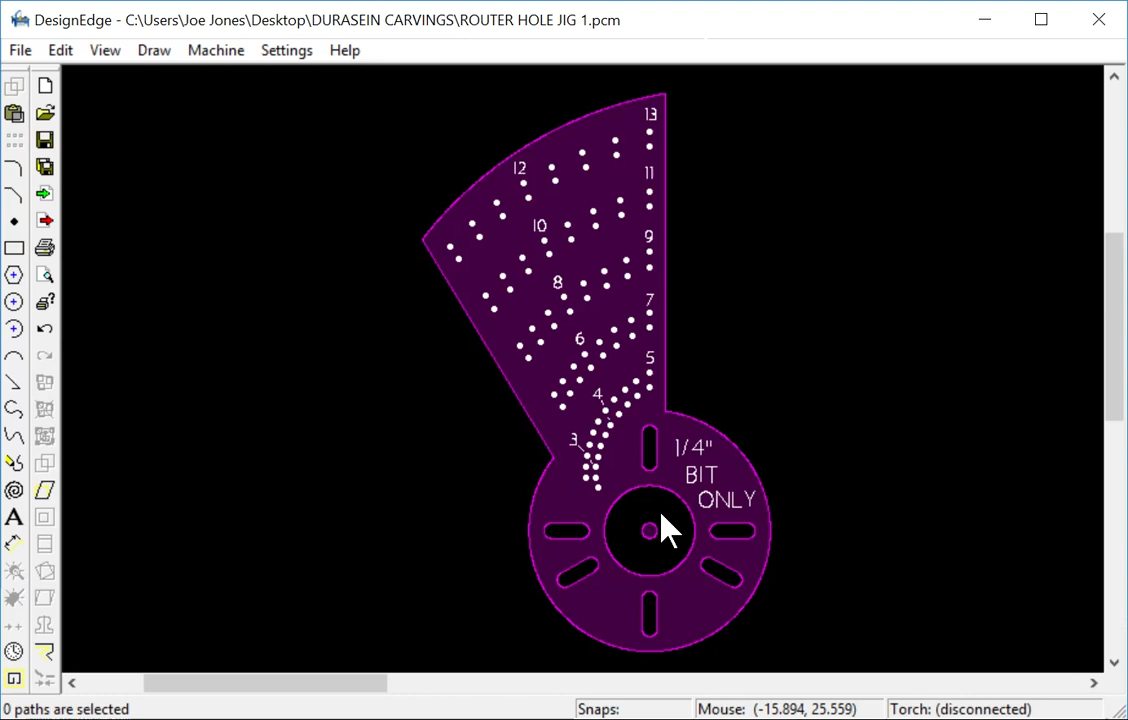 DesignEdge - C:\Users\Joe Jones\Desktop\DURASEIN CARVINGS\ROUTER HOLE JIG 1.pcm
File Edit View Draw Machine Settings Help
13
12
11
10
9
8
7
6
5
4
3
1/4"
BIT
ONLY
A
0 paths are selected Snaps: Mouse: (-15.894, 25.559) Torch: (disconnected)